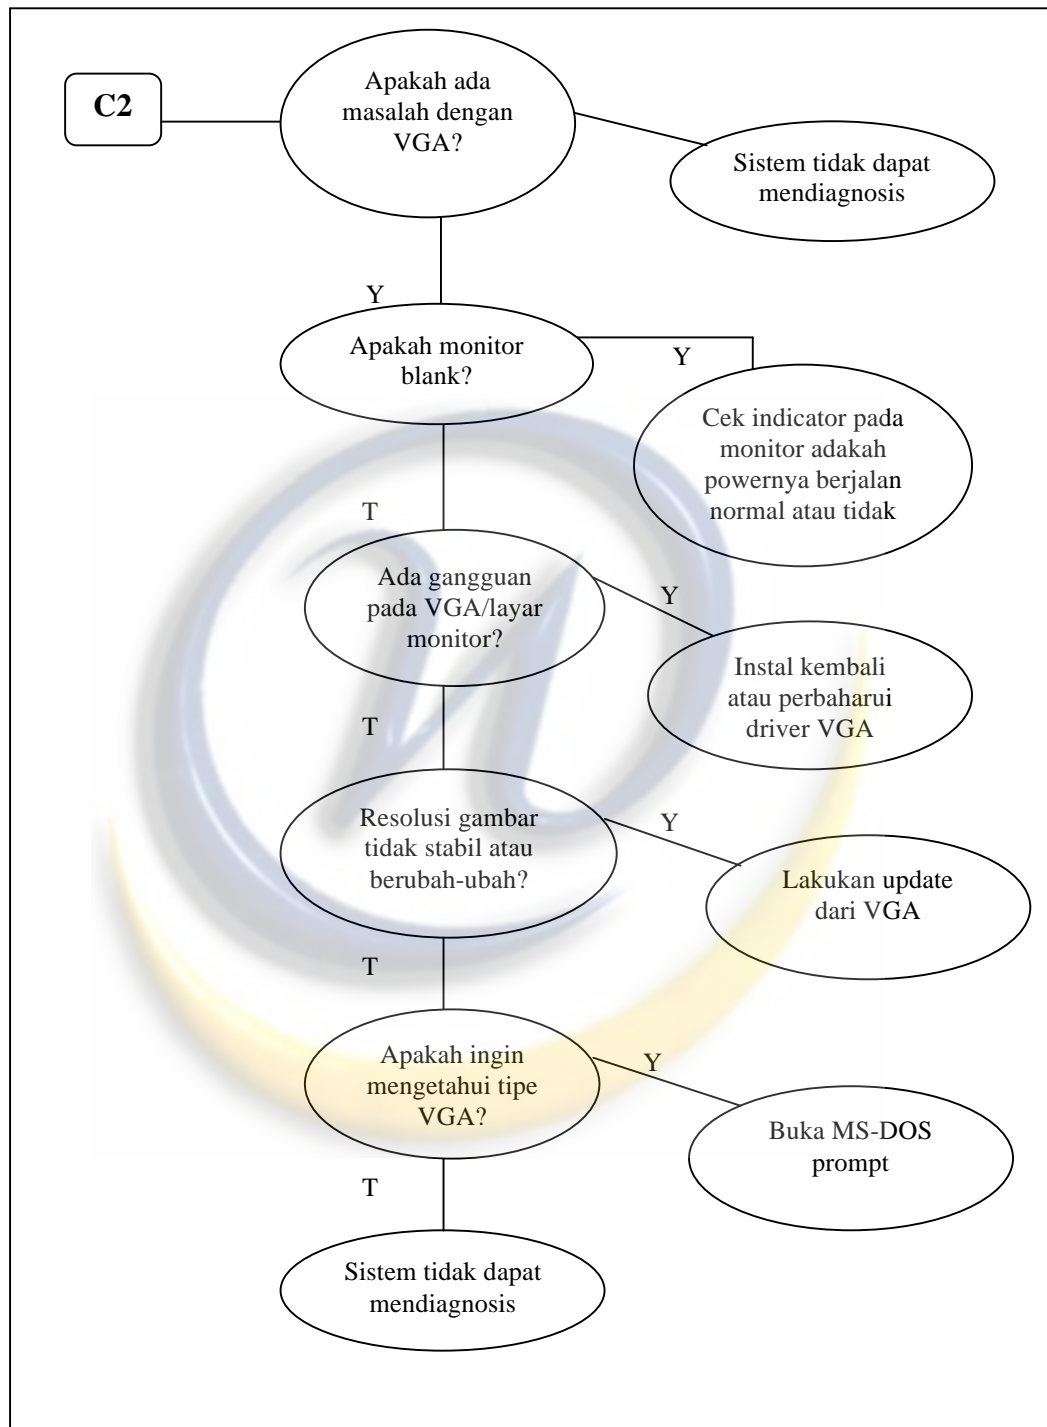 C2
Apakah ada
masalah dengan
VGA?
Sistem tidak dapat
mendiagnosis
Y
Apakah monitor
blank?
Y
Cek indicator pada
monitor adakah
powernya berjalan
normal atau tidak
T
Ada gangguan
pada VGA/layar
monitor?
Y
Instal kembali
atau perbaharui
driver VGA
T
Resolusi gambar
tidak stabil atau
berubah-ubah?
Y
Lakukan update
dari VGA
T
Apakah ingin
mengetahui tipe
VGA?
Y
Buka MS-DOS
prompt
T
Sistem tidak dapat
mendiagnosis